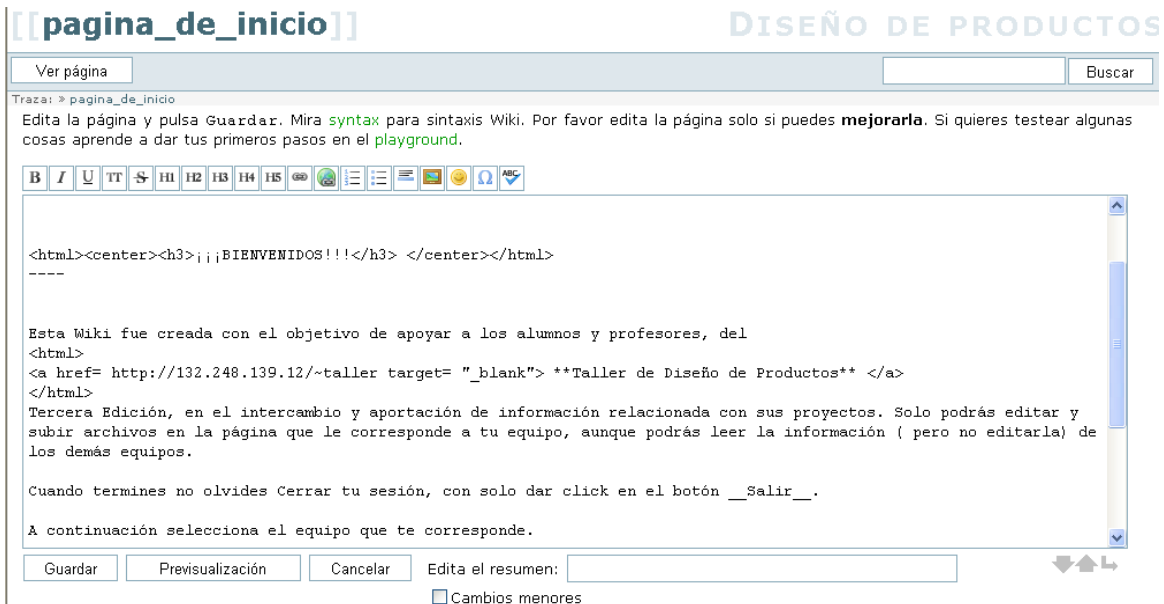 [[pagina_de_inicio]] DISEÑO DE PRODUCTOS
Ver página Buscar
Traza: » pagina_de_inicio
Edita la página y pulsa Guardar. Mira syntax para sintaxis Wiki. Por favor edita la página solo si puedes mejorarla. Si quieres testear algunas
cosas aprende a dar tus primeros pasos en el playground.
B I U TT S H1 H2 H3 H4 H5 Ω ABC
<html><center><h3>¡¡¡BIENVENIDOS!!!</h3> </center></html>
----
Esta Wiki fue creada con el objetivo de apoyar a los alumnos y profesores, del
<html>
<a href= http://132.248.139.12/~taller target= "_blank"> **Taller de Diseño de Productos** </a>
</html>
Tercera Edición, en el intercambio y aportación de información relacionada con sus proyectos. Solo podrás editar y
subir archivos en la página que le corresponde a tu equipo, aunque podrás leer la información ( pero no editarla) de
los demás equipos.
Cuando termines no olvides Cerrar tu sesión, con solo dar click en el botón __Salir__.
A continuación selecciona el equipo que te corresponde.
Guardar Previsualización Cancelar Edita el resumen:
Cambios menores